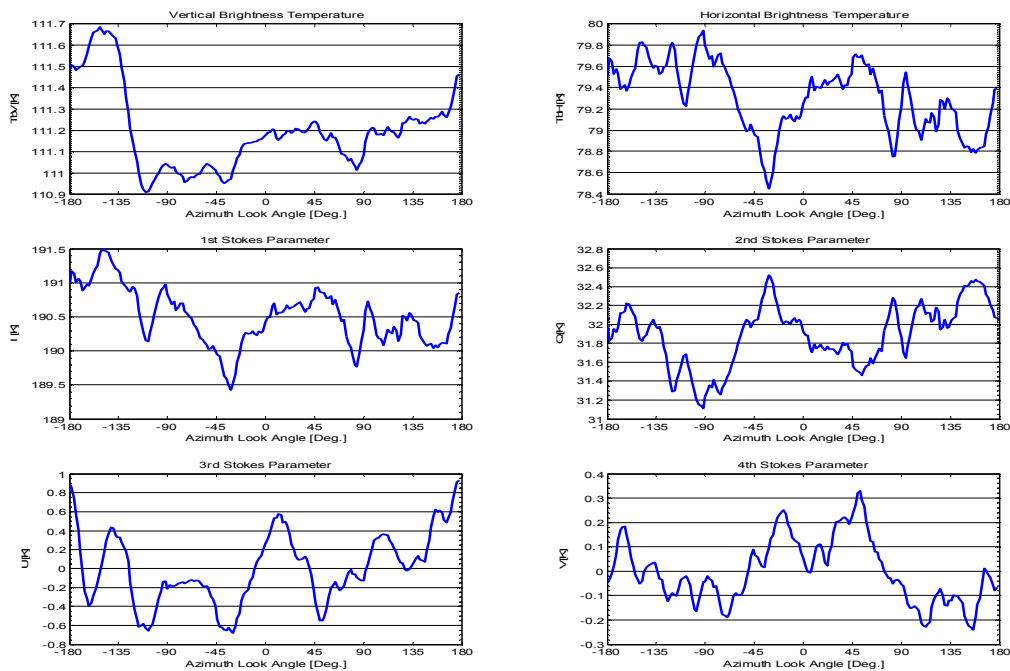 Vertical Brightness Temperature
Horizontal Brightness Temperature
111.7
111.6
111.5
111.4
111.3
111.2
111.1
111
110.9
TbV[K]
-180 -135 -90 -45 0 45 90 135 180
Azimuth Look Angle [Deg.]
80
79.8
79.6
79.4
79.2
79
78.8
78.6
78.4
TbH[K]
-180 -135 -90 -45 0 45 90 135 180
Azimuth Look Angle [Deg.]
1st Stokes Parameter
2nd Stokes Parameter
191.5
191
190.5
190
189.5
189
I [K]
-180 -135 -90 -45 0 45 90 135 180
Azimuth Look Angle [Deg.]
32.8
32.6
32.4
32.2
32
31.8
31.6
31.4
31.2
31
Q[K]
-180 -135 -90 -45 0 45 90 135 180
Azimuth Look Angle [Deg.]
3rd Stokes Parameter
4th Stokes Parameter
1
0.8
0.6
0.4
0.2
0
-0.2
-0.4
-0.6
-0.8
U[K]
-180 -135 -90 -45 0 45 90 135 180
Azimuth Look Angle [Deg.]
0.4
0.3
0.2
0.1
0
-0.1
-0.2
-0.3
V[K]
-180 -135 -90 -45 0 45 90 135 180
Azimuth Look Angle [Deg.]